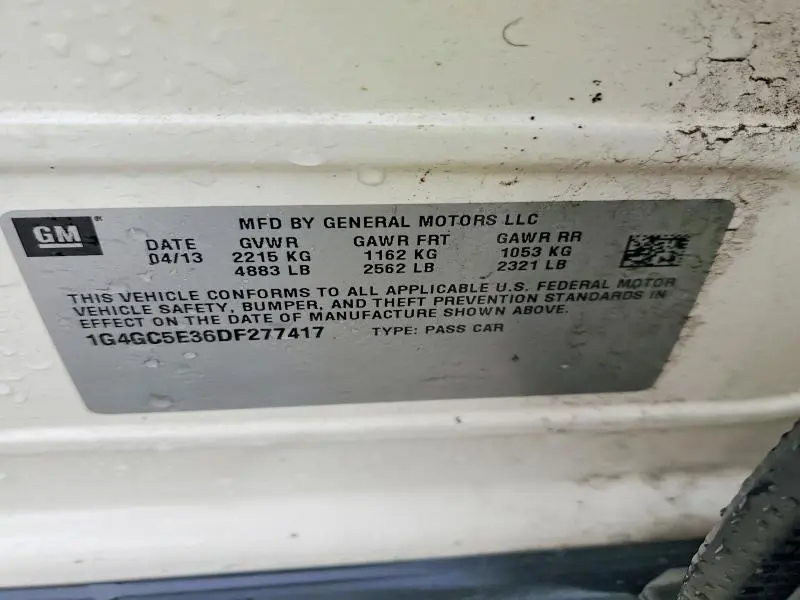 GM®
MFD BY GENERAL MOTORS LLC
DATE GVWR GAWR FRT GAWR RR
04/13 2215 KG 1162 KG 1053 KG
4883 LB 2562 LB 2321 LB
THIS VEHICLE CONFORMS TO ALL APPLICABLE U.S. FEDERAL MOTOR
VEHICLE SAFETY, BUMPER, AND THEFT PREVENTION STANDARDS IN
EFFECT ON THE DATE OF MANUFACTURE SHOWN ABOVE.
1G4GC5E36DF277417 TYPE: PASS CAR